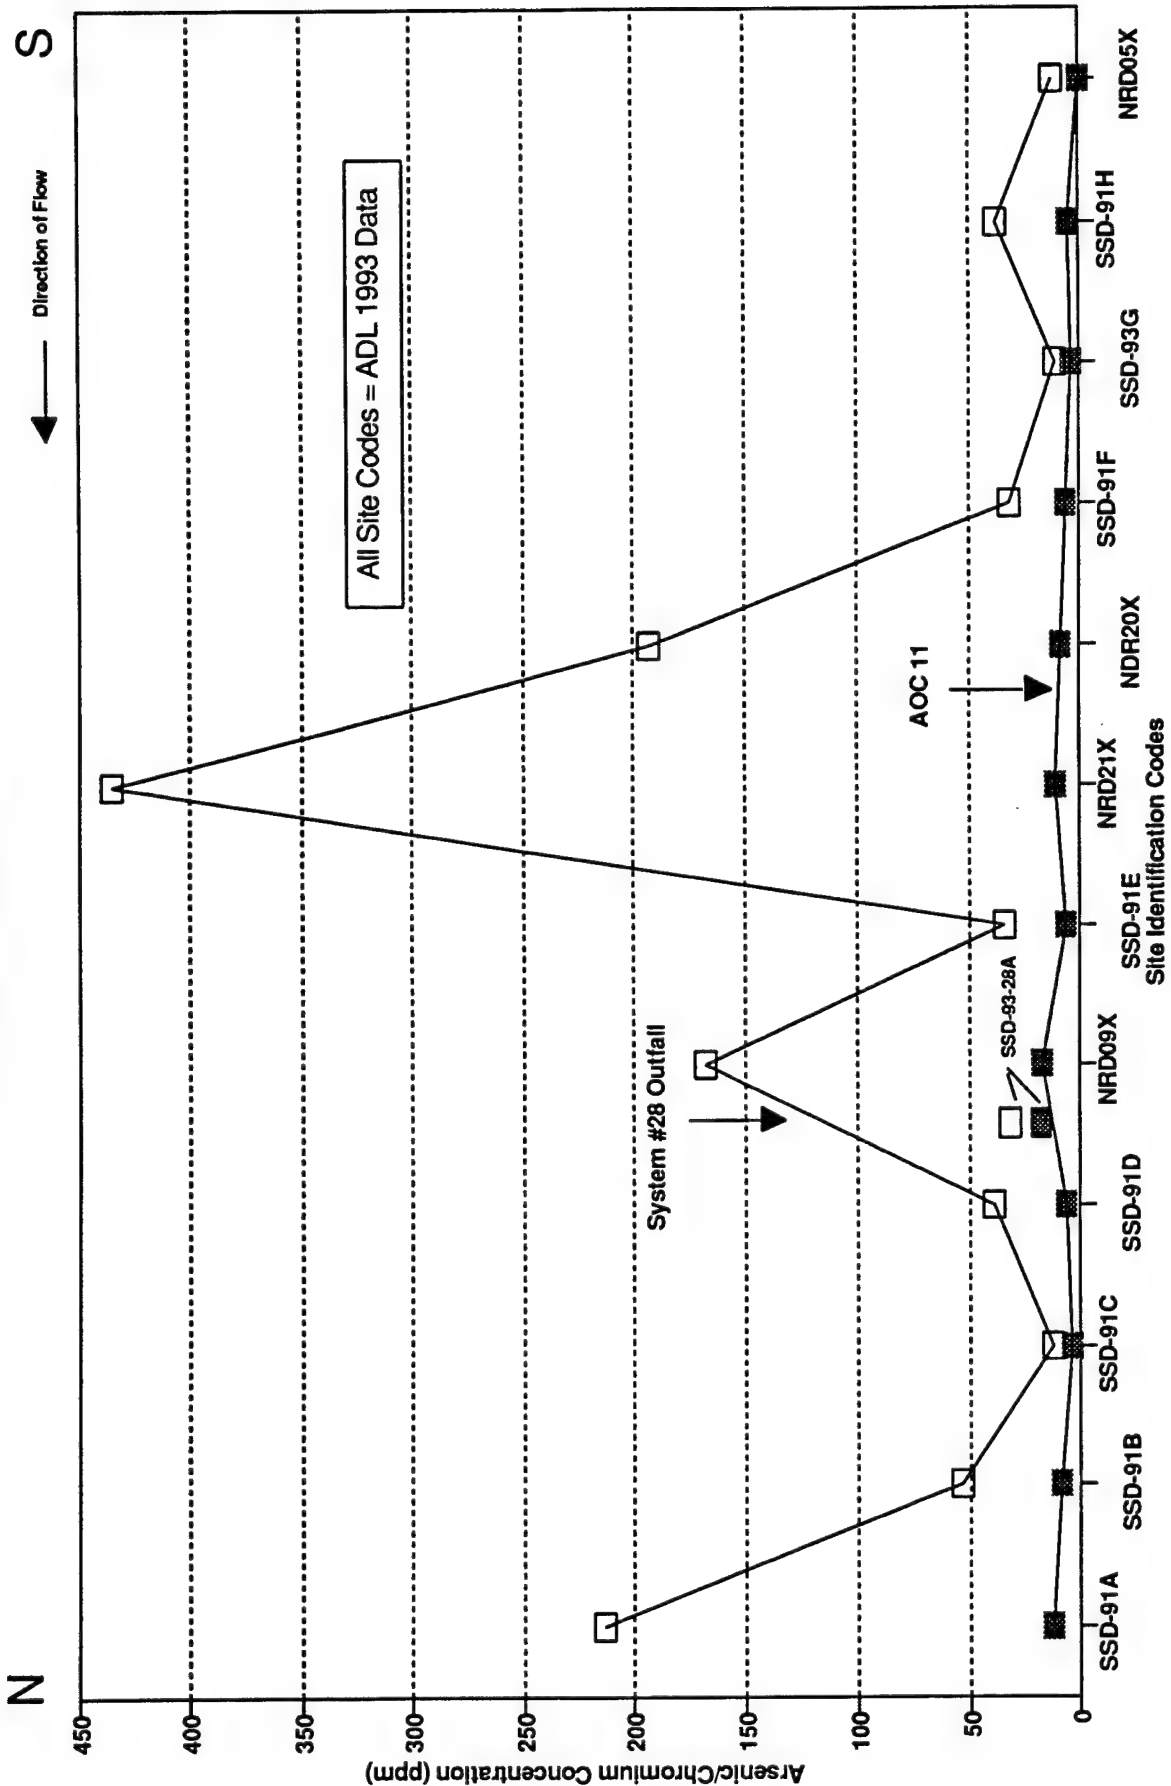 N
S
Direction of Flow
All Site Codes = ADL 1993 Data
450
400
350
300
250
200
150
100
50
0
Arsenic/Chromium Concentration (ppm)
System #28 Outfall
AOC 11
SSD-93-28A
SSD-91A
SSD-91B
SSD-91C
SSD-91D
NRD09X
SSD-91E
NRD21X
NDR20X
SSD-91F
SSD-93G
SSD-91H
NRD05X
Site Identification Codes